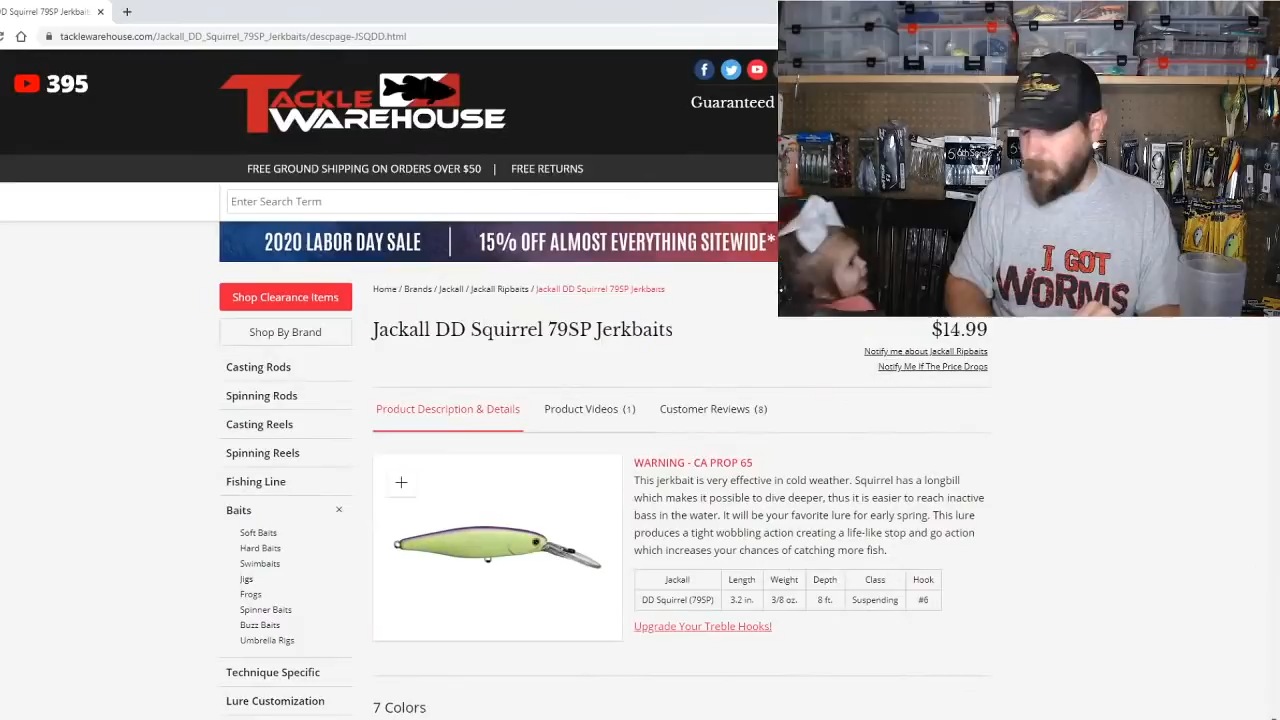 D Squirrel 79SP Jerkbaits
tacklewarehouse.com/Jackall_DD_Squirrel_79SP_Jerkbaits/descpage-JSQDD.html
395
TACKLE
WAREHOUSE
Guaranteed
FREE GROUND SHIPPING ON ORDERS OVER $50 | FREE RETURNS
Enter Search Term
2020 LABOR DAY SALE | 15% OFF ALMOST EVERYTHING SITEWIDE*
I GOT
WORMS
Shop Clearance Items
Shop By Brand
Casting Rods
Spinning Rods
Casting Reels
Spinning Reels
Fishing Line
Baits
Soft Baits
Hard Baits
Swimbaits
Jigs
Frogs
Spinner Baits
Buzz Baits
Umbrella Rigs
Technique Specific
Lure Customization
Home / Brands / Jackall / Jackall Ripbaits / Jackall DD Squirrel 79SP Jerkbaits
Jackall DD Squirrel 79SP Jerkbaits
$14.99
Notify me about Jackall Ripbaits
Notify Me If The Price Drops
Product Description & Details Product Videos (1) Customer Reviews (8)
WARNING - CA PROP 65
This jerkbait is very effective in cold weather. Squirrel has a longbill
which makes it possible to dive deeper, thus it is easier to reach inactive
bass in the water. It will be your favorite lure for early spring. This lure
produces a tight wobbling action creating a life-like stop and go action
which increases your chances of catching more fish.
Jackall Length Weight Depth Class Hook
DD Squirrel (79SP) 3.2 in. 3/8 oz. 8 ft. Suspending #6
Upgrade Your Treble Hooks!
7 Colors